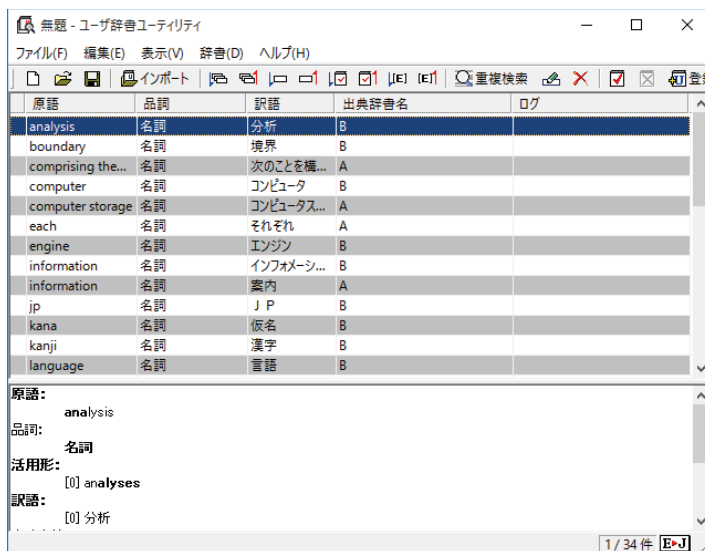 無題 - ユーザ辞書ユーティリティ
ファイル(F) 編集(E) 表示(V) 辞書(D) ヘルプ(H)
インポート 重複検索
原語 品詞 訳語 出典辞書名 ログ
analysis 名詞 分析 B
boundary 名詞 境界 B
comprising the... 名詞 次のことを構... A
computer 名詞 コンピュータ B
computer storage 名詞 コンピュータス... A
each 名詞 それぞれ A
engine 名詞 エンジン B
information 名詞 インフォメーシ... B
information 名詞 案内 A
jp 名詞 ＪＰ B
kana 名詞 仮名 B
kanji 名詞 漢字 B
language 名詞 言語 B
原語:
analysis
品詞:
名詞
活用形:
[0] analyses
訳語:
[0] 分析
1 / 34 件 E▸J